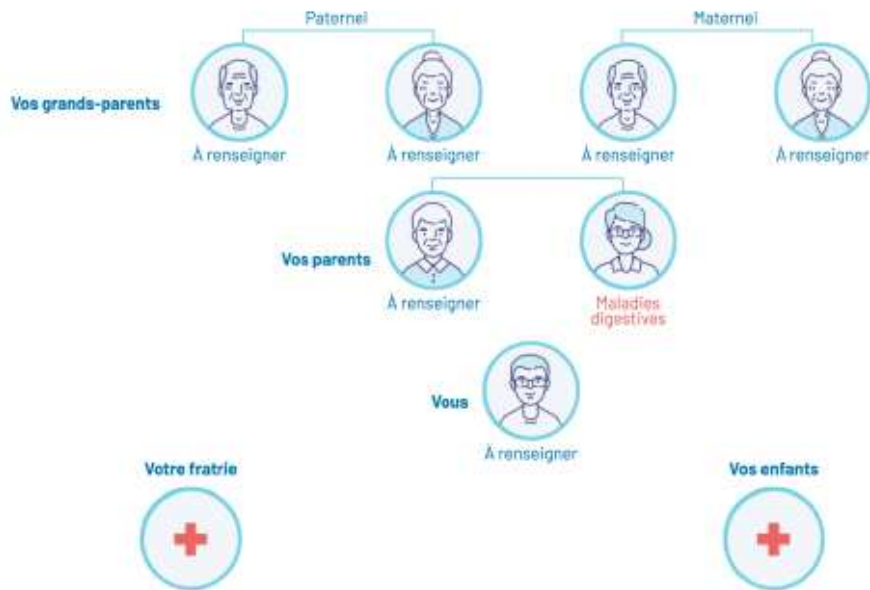 Paternel
Maternel
Vos grands-parents
À renseigner
À renseigner
À renseigner
À renseigner
Vos parents
À renseigner
Maladies
digestives
Vous
À renseigner
Votre fratrie
Vos enfants